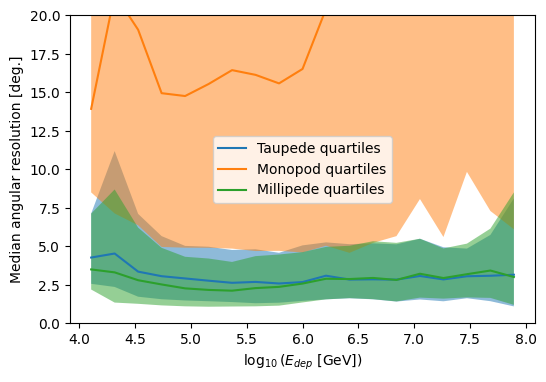 20.0
17.5
15.0
12.5
10.0
7.5
5.0
2.5
0.0
Median angular resolution [deg.]
Taupede quartiles
Monopod quartiles
Millipede quartiles
4.0 4.5 5.0 5.5 6.0 6.5 7.0 7.5 8.0
log₁₀ (E_dep [GeV])